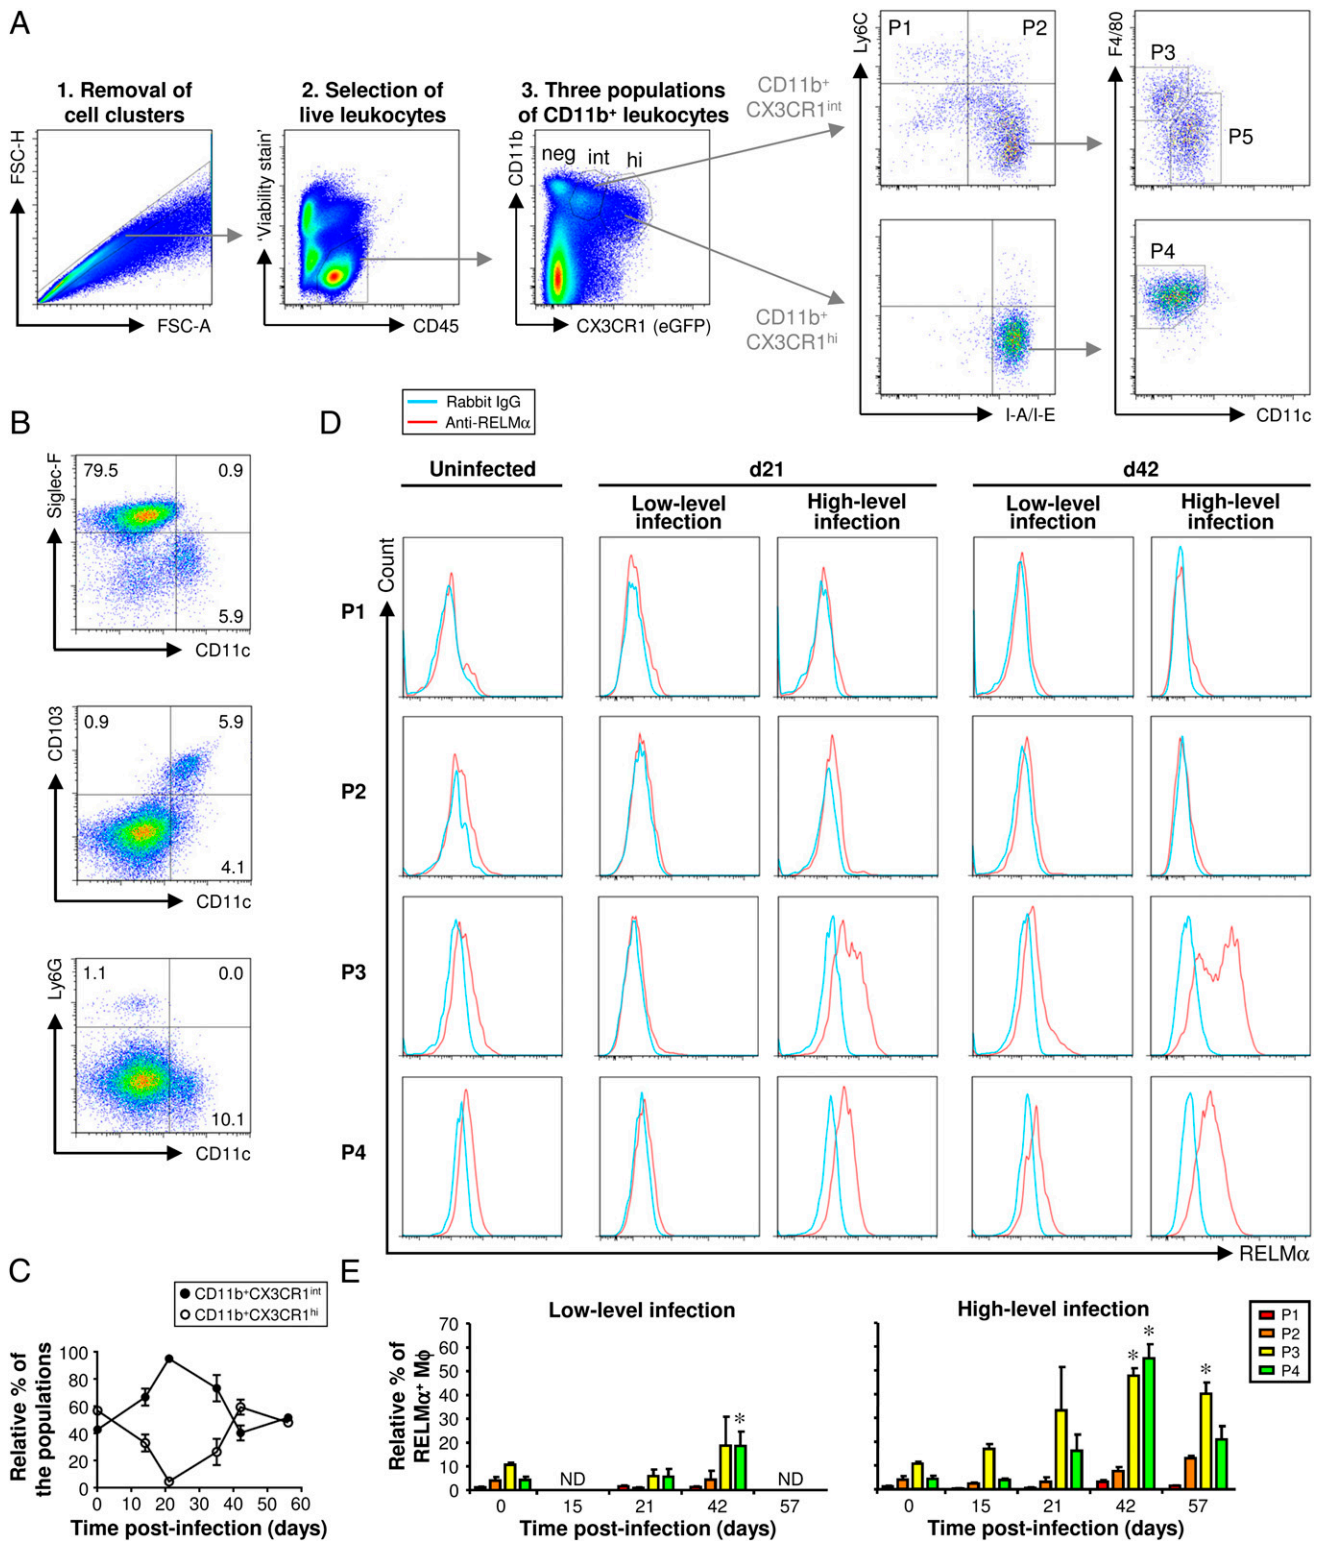 A
1. Removal of
cell clusters
FSC-H
FSC-A
2. Selection of
live leukocytes
'Viability stain'
CD45
3. Three populations
of CD11b+ leukocytes
CD11b
neg int hi
CX3CR1 (eGFP)
CD11b+
CX3CR1int
CD11b+
CX3CR1hi
Ly6C
P1 P2
I-A/I-E
F4/80
P3
P5
P4
CD11c
B
Siglec-F
79.5 0.9
5.9
CD11c
CD103
0.9 5.9
4.1
CD11c
Ly6G
1.1 0.0
10.1
CD11c
Rabbit IgG
Anti-RELMα
D
Uninfected d21 d42
Low-level infection High-level infection Low-level infection High-level infection
Count
P1
P2
P3
P4
RELMα
C
CD11b+CX3CR1int
CD11b+CX3CR1hi
Relative % of
the populations
100
80
60
40
20
0
0 10 20 30 40 50 60
Time post-infection (days)
E
Low-level infection
Relative % of
RELMα+ Mϕ
70
60
50
40
30
20
10
0
ND * ND
0 15 21 42 57
Time post-infection (days)
High-level infection
* * *
0 15 21 42 57
Time post-infection (days)
P1
P2
P3
P4